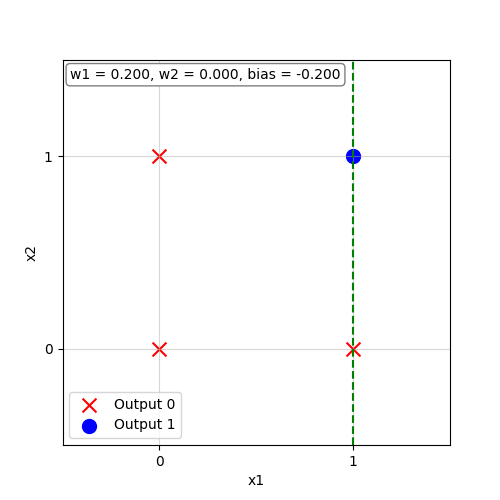 w1 = 0.200, w2 = 0.000, bias = -0.200
1
x2
0
Output 0
Output 1
0
1
x1